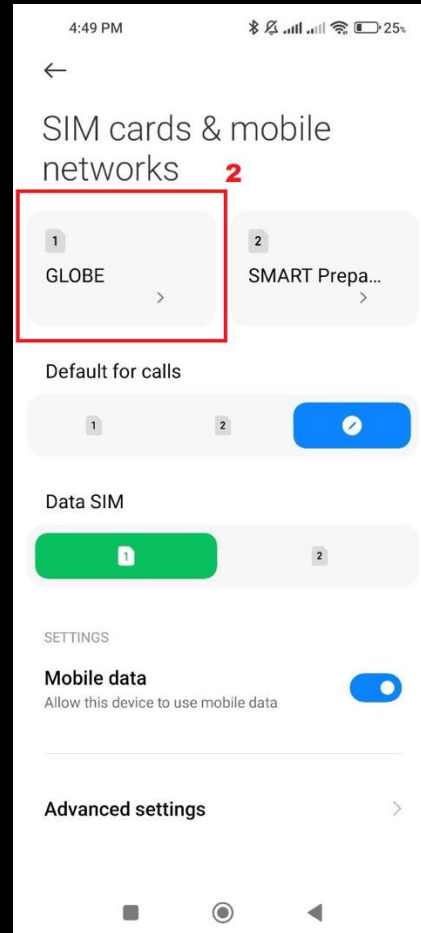 4:49 PM 25%
SIM cards & mobile
networks 2
1 2
GLOBE SMART Prepa...
Default for calls
1 2
Data SIM
1 2
SETTINGS
Mobile data
Allow this device to use mobile data
Advanced settings